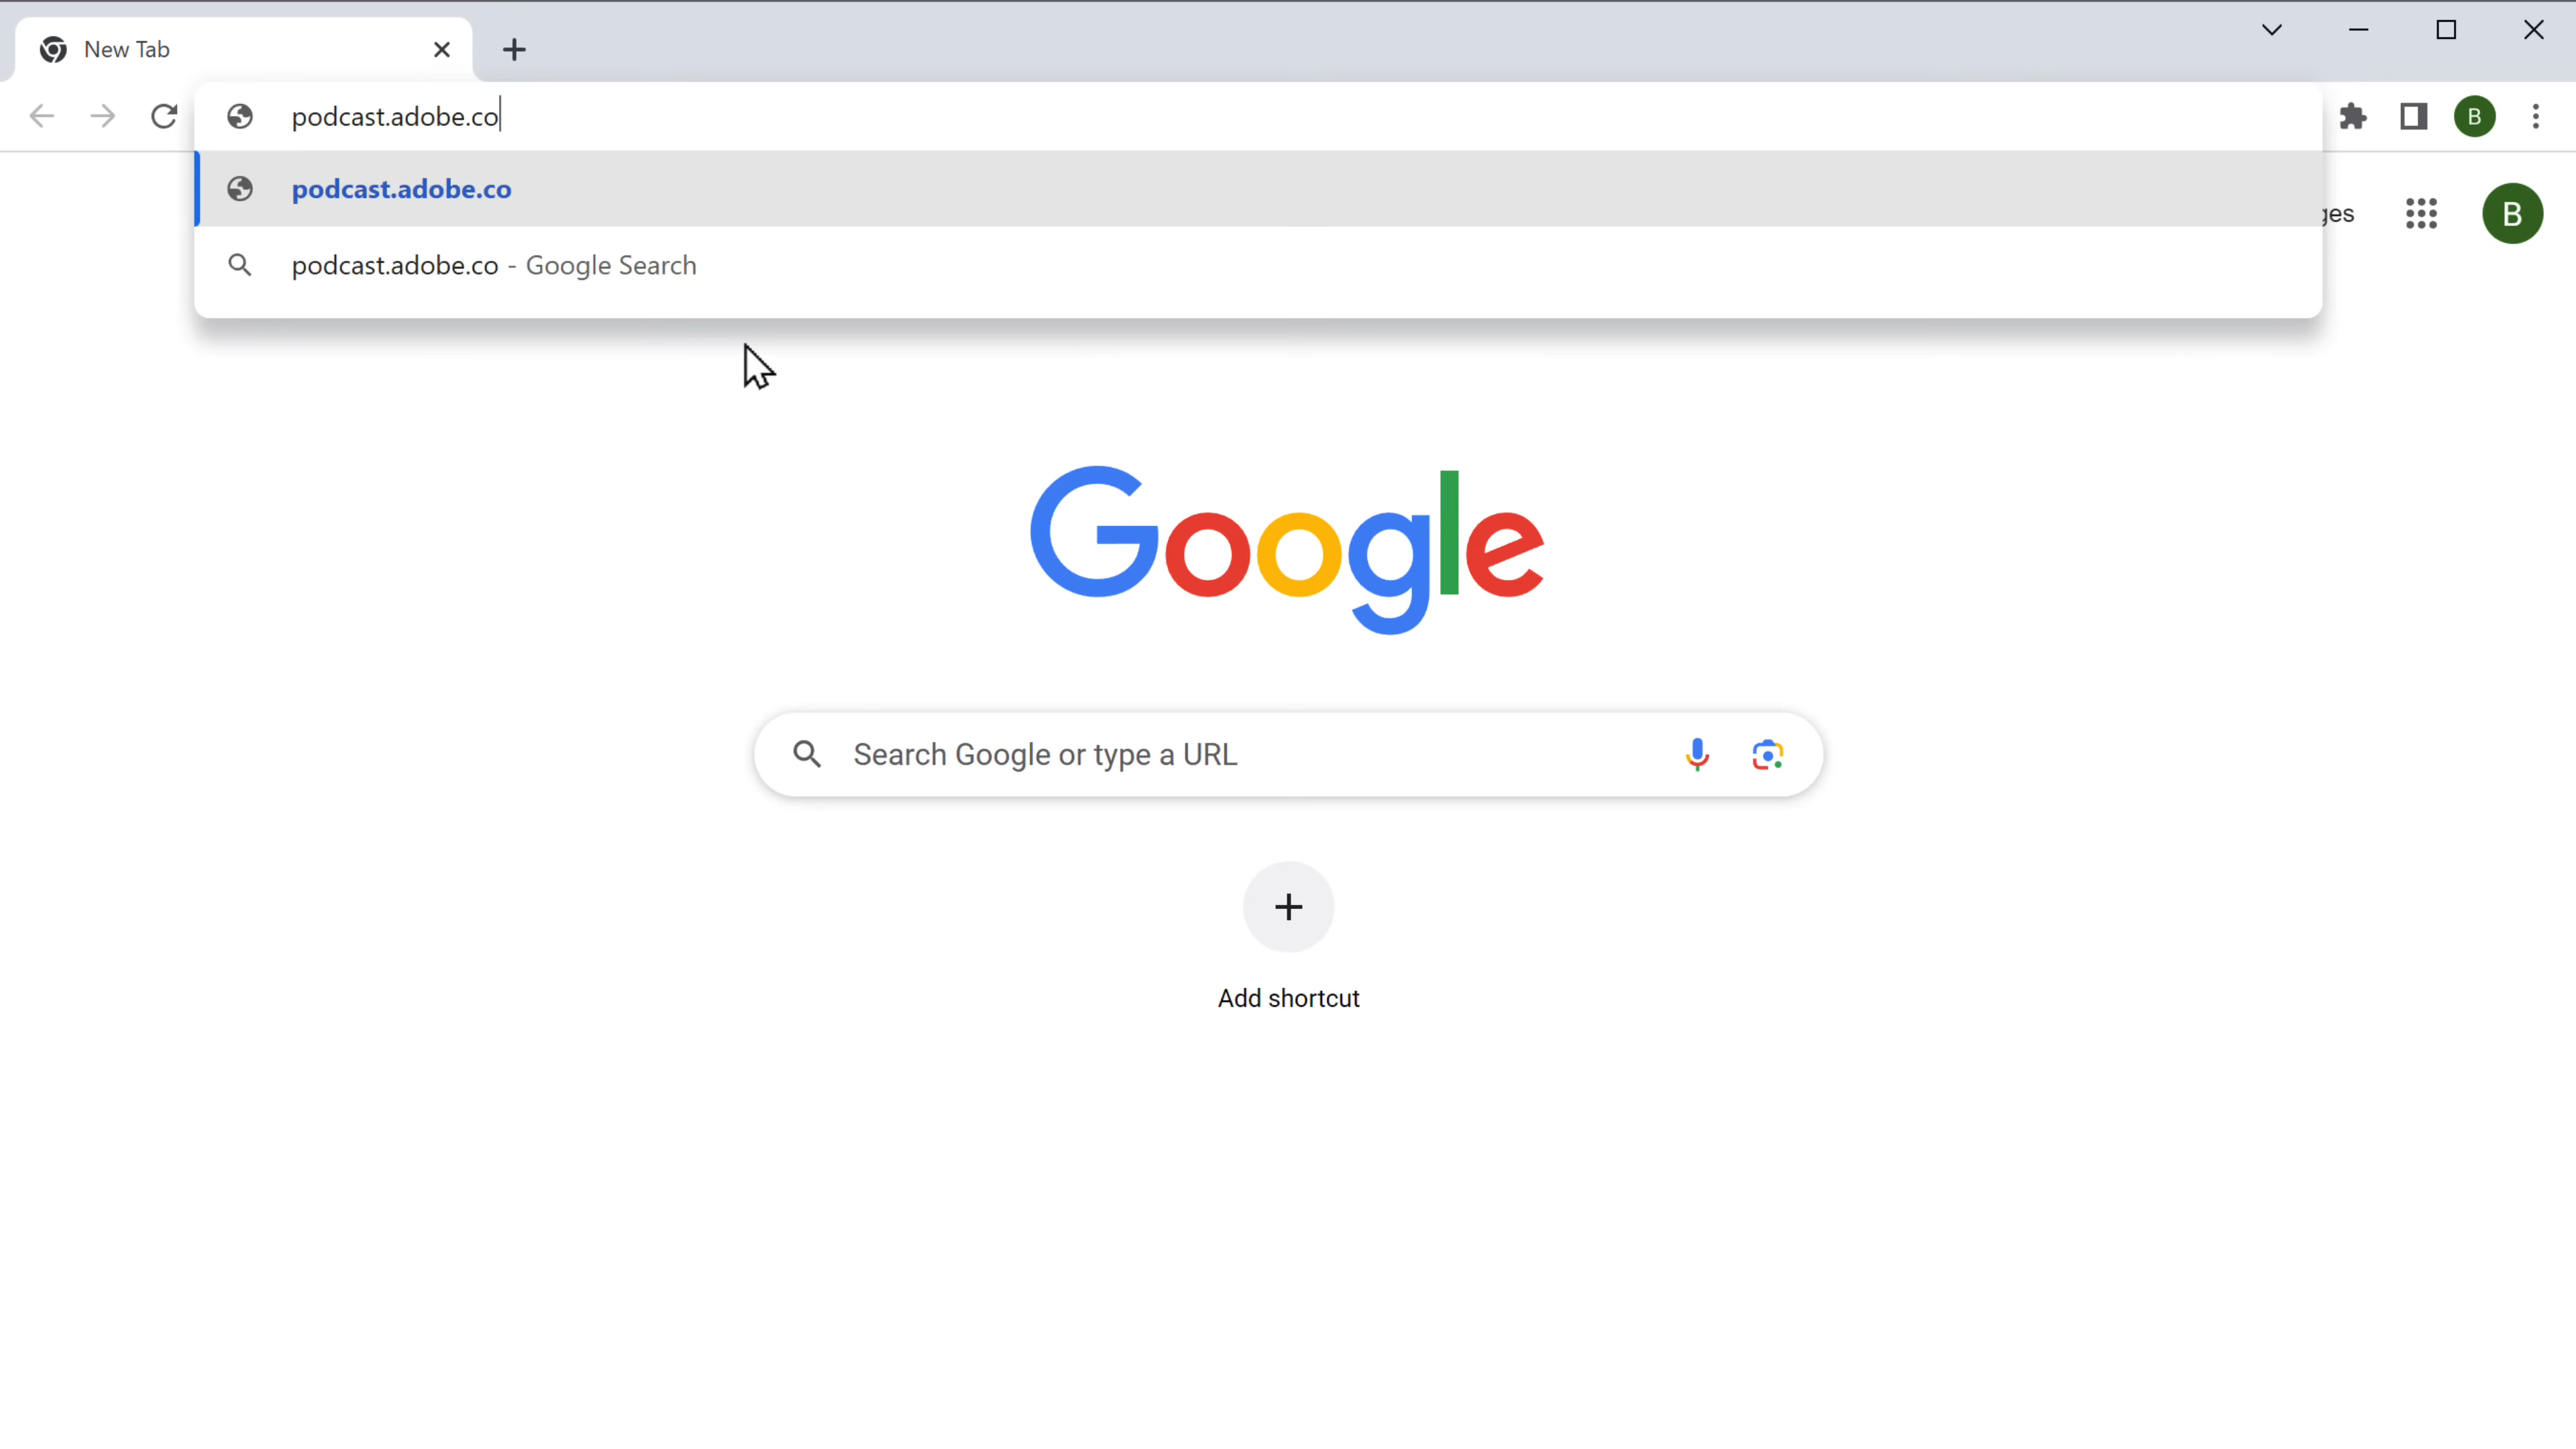 New Tab
podcast.adobe.co
B
podcast.adobe.co
podcast.adobe.co - Google Search
B
Google
Search Google or type a URL
Add shortcut